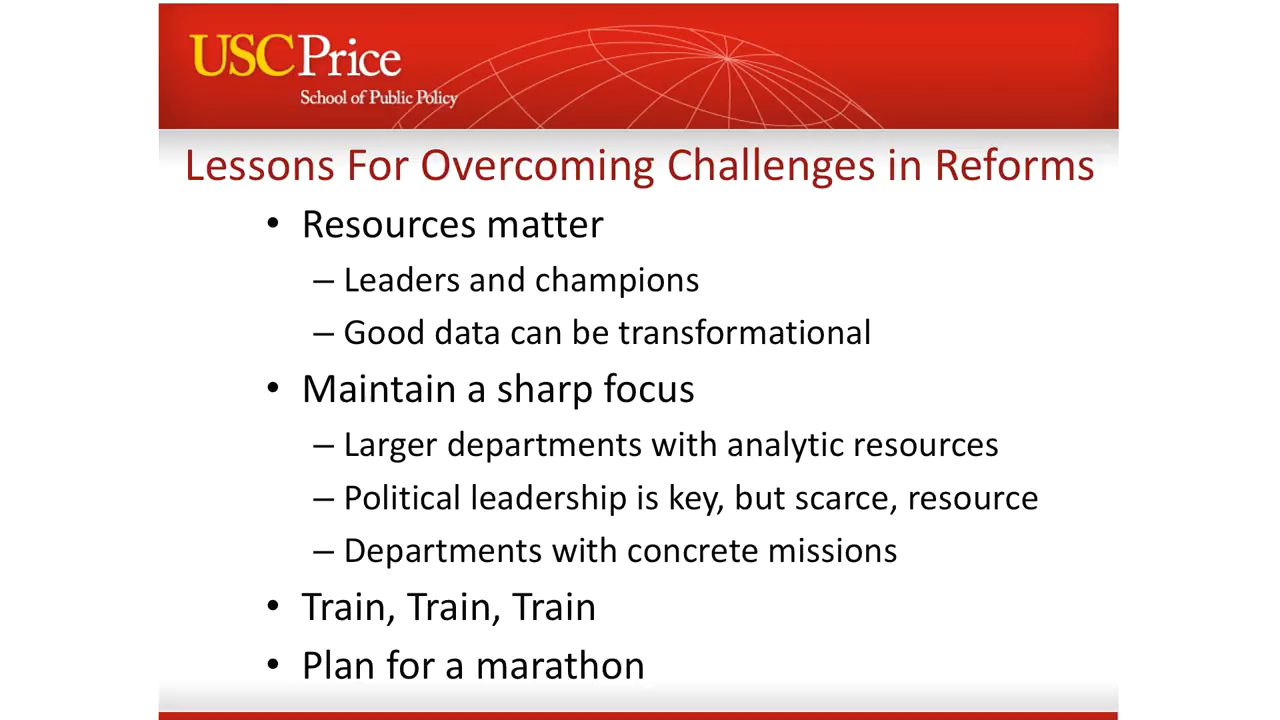 USCPrice
School of Public Policy
Lessons For Overcoming Challenges in Reforms
• Resources matter
– Leaders and champions
– Good data can be transformational
• Maintain a sharp focus
– Larger departments with analytic resources
– Political leadership is key, but scarce, resource
– Departments with concrete missions
• Train, Train, Train
• Plan for a marathon